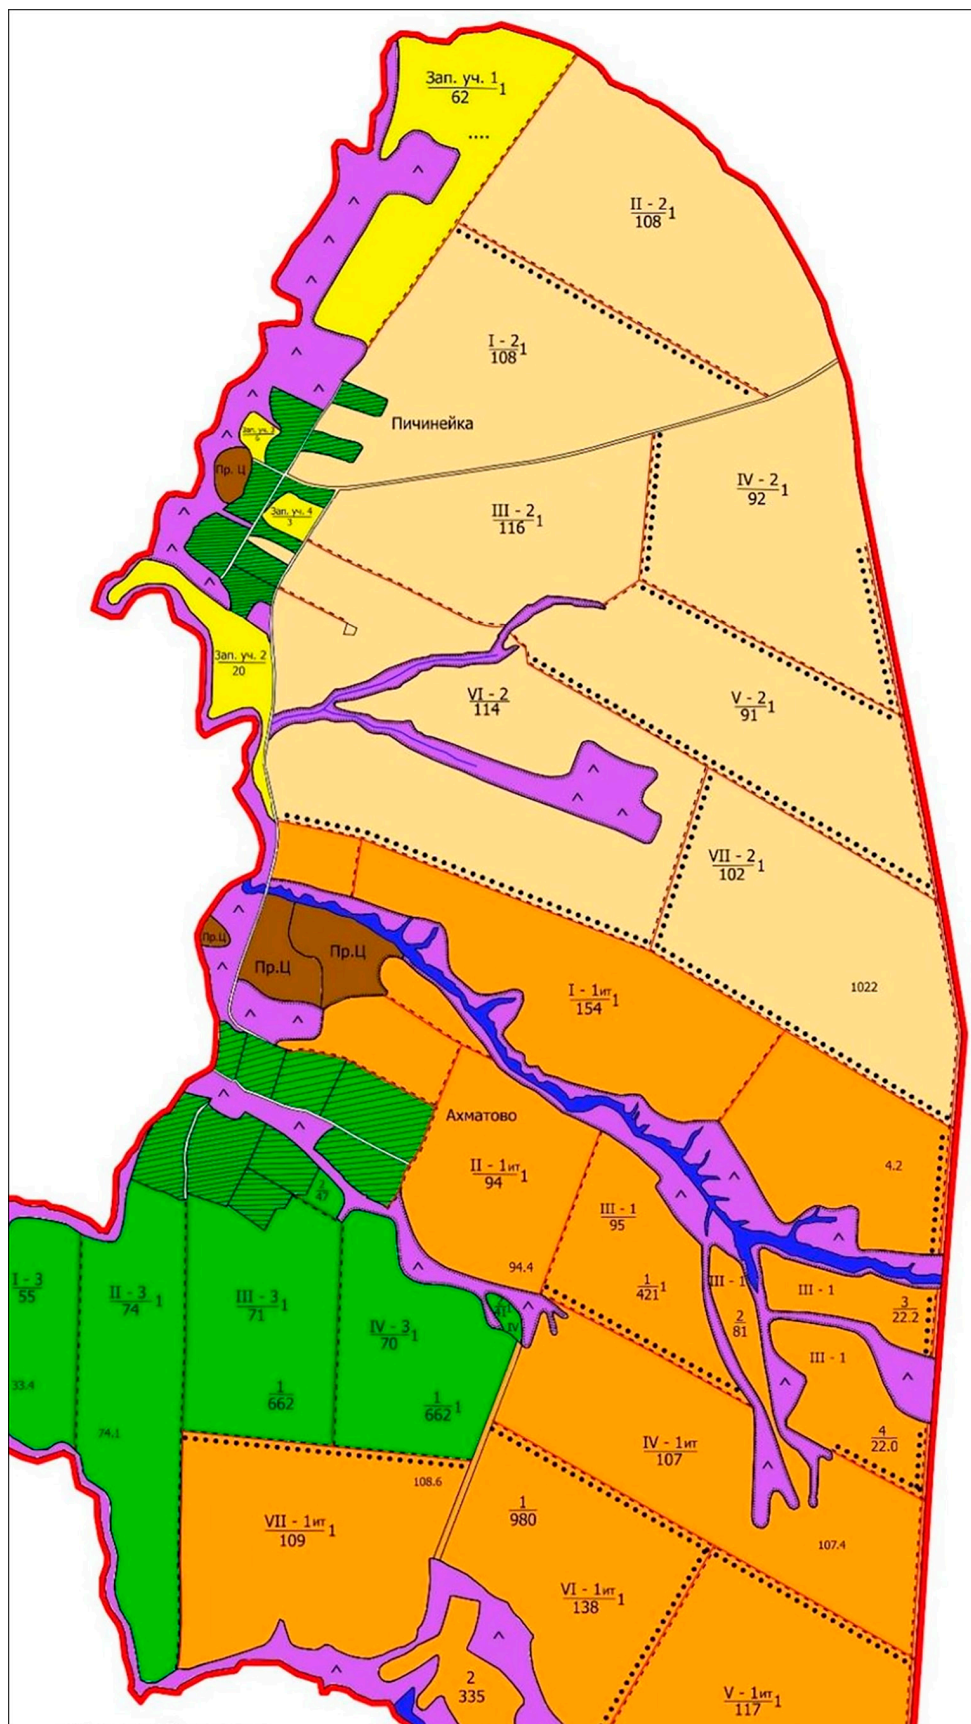 Зап. уч. 1 1
62
II - 2 1
108
I - 2 1
108
Пичинейка
Зап. уч. 3
6
Пр. Ц
IV - 2 1
92
III - 2 1
116
Зап. уч. 4
3
Зап. уч. 2
20
VI - 2
114
V - 2 1
91
VII - 2 1
102
Пр.Ц
Пр.Ц
Пр.Ц
1022
I - 1ит 1
154
Ахматово
II - 1ит 1
94
4.2
47
III - 1
95
94.4
I - 3
55
II - 3 1
74
III - 3 1
71
IV - 3 1
70
IV
1
421 1
III - 1
2
81
III - 1
3
22.2
III - 1
33.4
74.1
1
662
1
662 1
4
22.0
IV - 1ит
107
108.6
1
980
107.4
VII - 1ит 1
109
VI - 1ит 1
138
2
335
V - 1ит 1
117